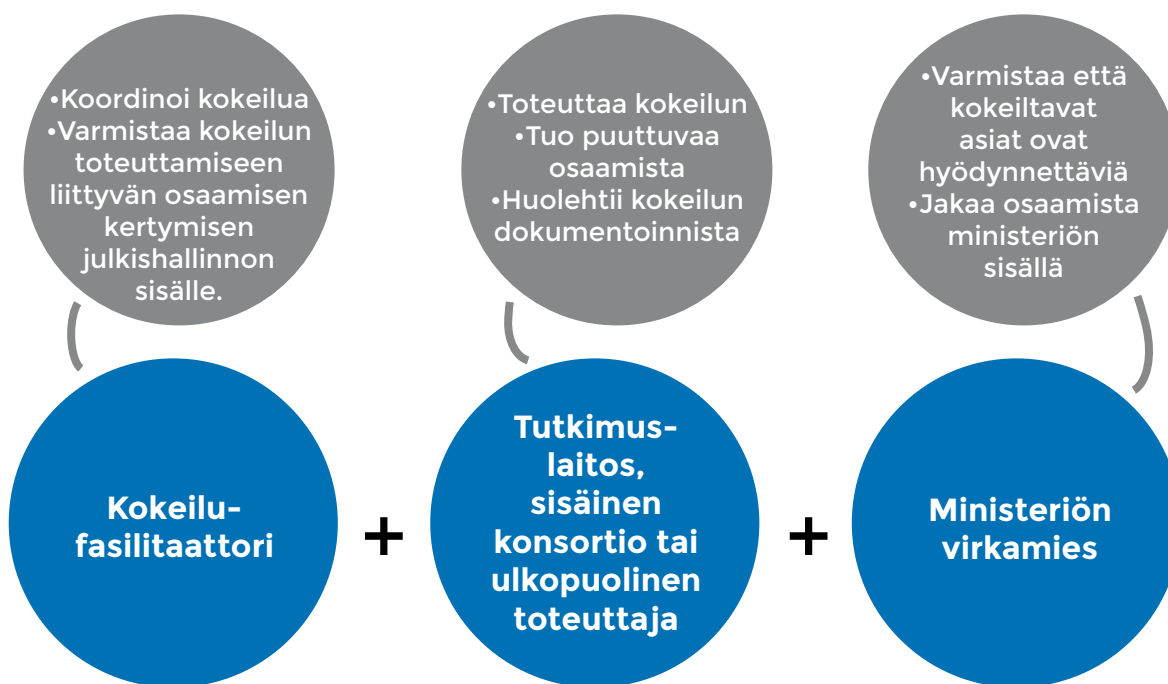 •Koordinoi kokeilua
•Varmistaa kokeilun
toteuttamiseen
liittyvän osaamisen
kertymisen
julkishallinnon
sisälle.
•Toteuttaa kokeilun
•Tuo puuttuvaa
osaamista
•Huolehtii kokeilun
dokumentoinnista
•Varmistaa että
kokeiltavat
asiat ovat
hyödynnettäviä
•Jakaa osaamista
ministeriön
sisällä
Kokeilu-
fasilitaattori
+
Tutkimus-
laitos,
sisäinen
konsortio tai
ulkopuolinen
toteuttaja
+
Ministeriön
virkamies